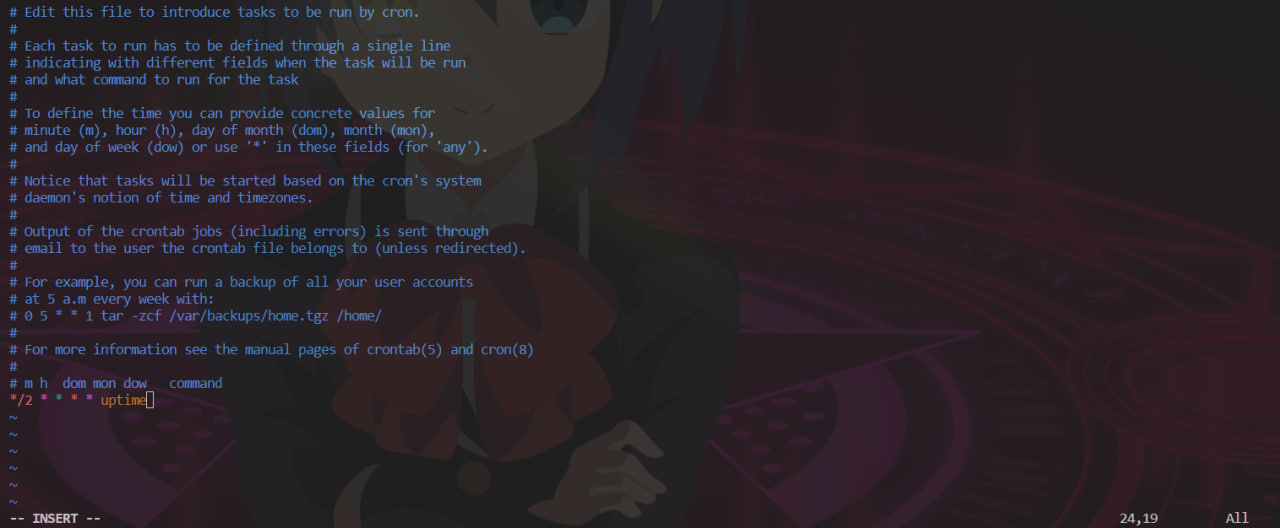 # Edit this file to introduce tasks to be run by cron.
#
# Each task to run has to be defined through a single line
# indicating with different fields when the task will be run
# and what command to run for the task
#
# To define the time you can provide concrete values for
# minute (m), hour (h), day of month (dom), month (mon),
# and day of week (dow) or use '*' in these fields (for 'any').
#
# Notice that tasks will be started based on the cron's system
# daemon's notion of time and timezones.
#
# Output of the crontab jobs (including errors) is sent through
# email to the user the crontab file belongs to (unless redirected).
#
# For example, you can run a backup of all your user accounts
# at 5 a.m every week with:
# 0 5 * * 1 tar -zcf /var/backups/home.tgz /home/
#
# For more information see the manual pages of crontab(5) and cron(8)
#
# m h  dom mon dow   command
*/2 * * * * uptime
~
~
~
~
~
~
-- INSERT -- 24,19 All